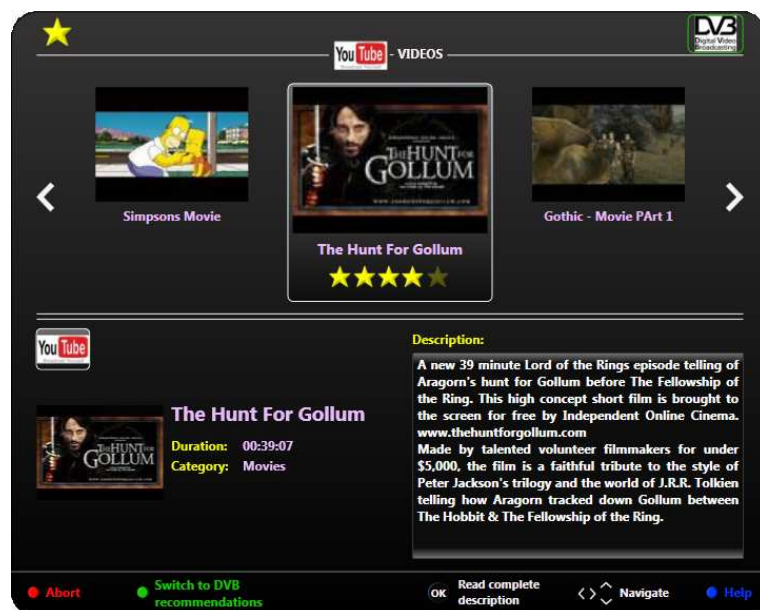 DVB
Digital Video
Broadcasting
YouTube - VIDEOS
THE HUNT FOR
GOLLUM
Simpsons Movie
The Hunt For Gollum
Gothic - Movie PArt 1
YouTube
Description:
A new 39 minute Lord of the Rings episode telling of
Aragorn's hunt for Gollum before The Fellowship of
the Ring. This high concept short film is brought to
the screen for free by Independent Online Cinema.
www.thehuntforgollum.com
Made by talented volunteer filmmakers for under
$5,000, the film is a faithful tribute to the style of
Peter Jackson's trilogy and the world of J.R.R. Tolkien
telling how Aragorn tracked down Gollum between
The Hobbit & The Fellowship of the Ring.
THE HUNT FOR
GOLLUM
The Hunt For Gollum
Duration: 00:39:07
Category: Movies
Abort
Switch to DVB
recommendations
OK
Read complete
description
Navigate
Help